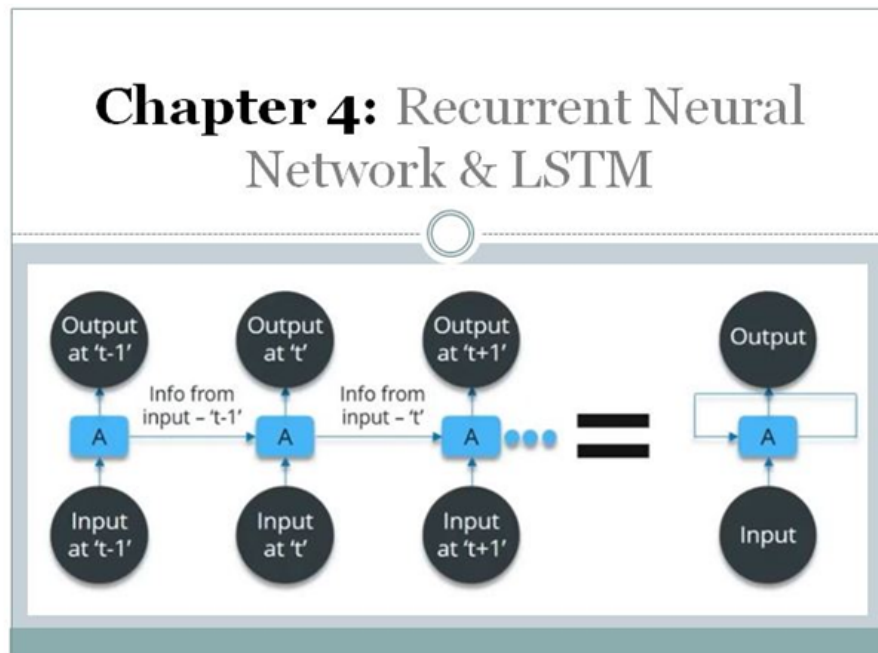 Chapter 4: Recurrent Neural
Network & LSTM
Output
at ‘t-1’
Output
at ‘t’
Output
at ‘t+1’
Output
Info from
input – ‘t-1’
Info from
input – ‘t’
A
A
A
A
Input
at ‘t-1’
Input
at ‘t’
Input
at ‘t+1’
Input